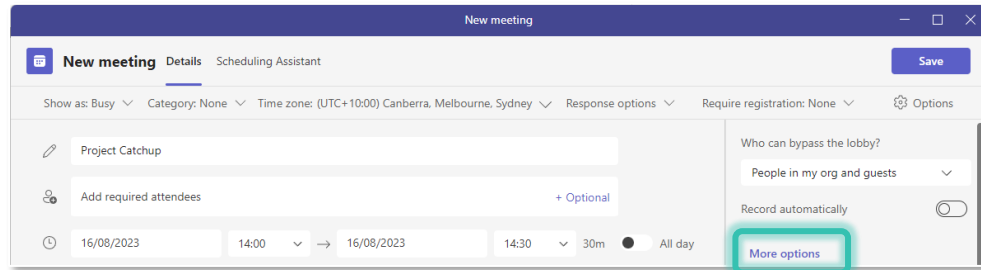 New meeting
New meeting Details Scheduling Assistant Save
Show as: Busy Category: None Time zone: (UTC+10:00) Canberra, Melbourne, Sydney Response options Require registration: None Options
Project Catchup
Add required attendees + Optional
16/08/2023 14:00 → 16/08/2023 14:30 30m All day
Who can bypass the lobby?
People in my org and guests
Record automatically
More options